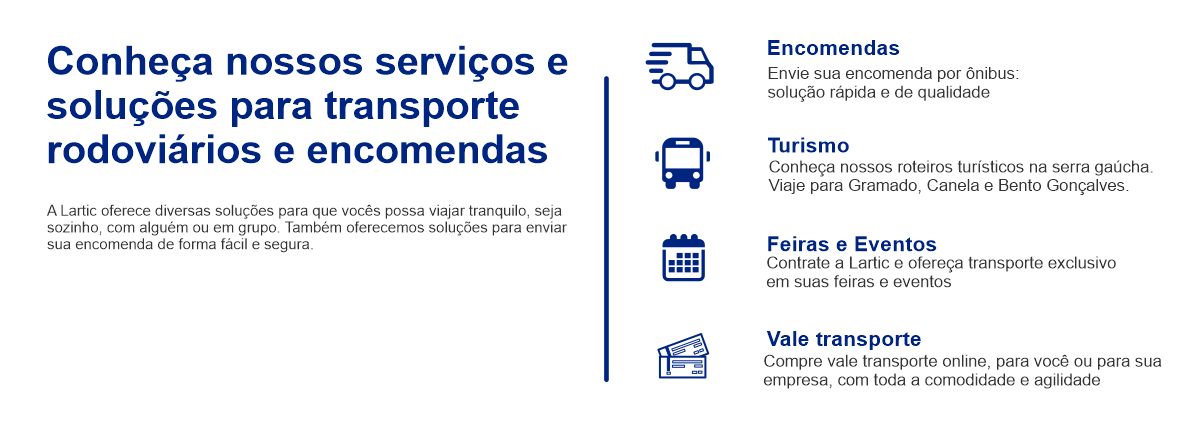 Conheça nossos serviços e
soluções para transporte
rodoviários e encomendas
A Lartic oferece diversas soluções para que vocês possa viajar tranquilo, seja
sozinho, com alguém ou em grupo. Também oferecemos soluções para enviar
sua encomenda de forma fácil e segura.
Encomendas
Envie sua encomenda por ônibus:
solução rápida e de qualidade
Turismo
Conheça nossos roteiros turísticos na serra gaúcha.
Viaje para Gramado, Canela e Bento Gonçalves.
Feiras e Eventos
Contrate a Lartic e ofereça transporte exclusivo
em suas feiras e eventos
Vale transporte
Compre vale transporte online, para você ou para sua
empresa, com toda a comodidade e agilidade